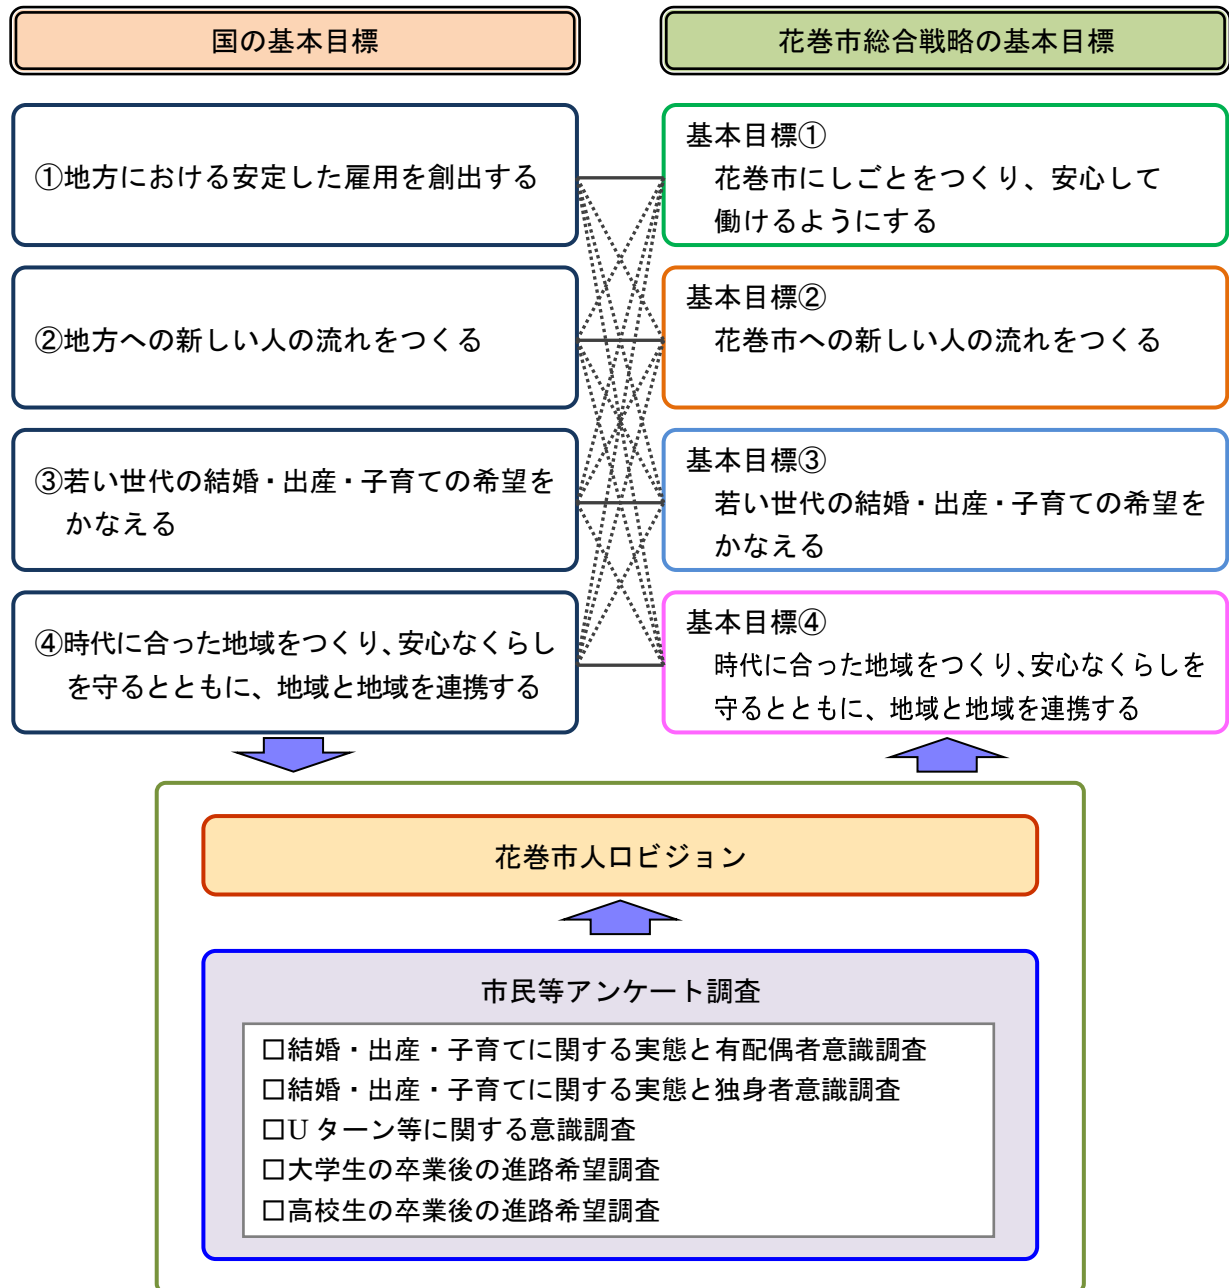 国の基本目標
花巻市総合戦略の基本目標
①地方における安定した雇用を創出する
②地方への新しい人の流れをつくる
③若い世代の結婚・出産・子育ての希望を
かなえる
④時代に合った地域をつくり、安心なくらし
を守るとともに、地域と地域を連携する
基本目標①
花巻市にしごとをつくり、安心して
働けるようにする
基本目標②
花巻市への新しい人の流れをつくる
基本目標③
若い世代の結婚・出産・子育ての希望を
かなえる
基本目標④
時代に合った地域をつくり、安心なくらしを
守るとともに、地域と地域を連携する
花巻市人口ビジョン
市民等アンケート調査
□結婚・出産・子育てに関する実態と有配偶者意識調査
□結婚・出産・子育てに関する実態と独身者意識調査
□U ターン等に関する意識調査
□大学生の卒業後の進路希望調査
□高校生の卒業後の進路希望調査